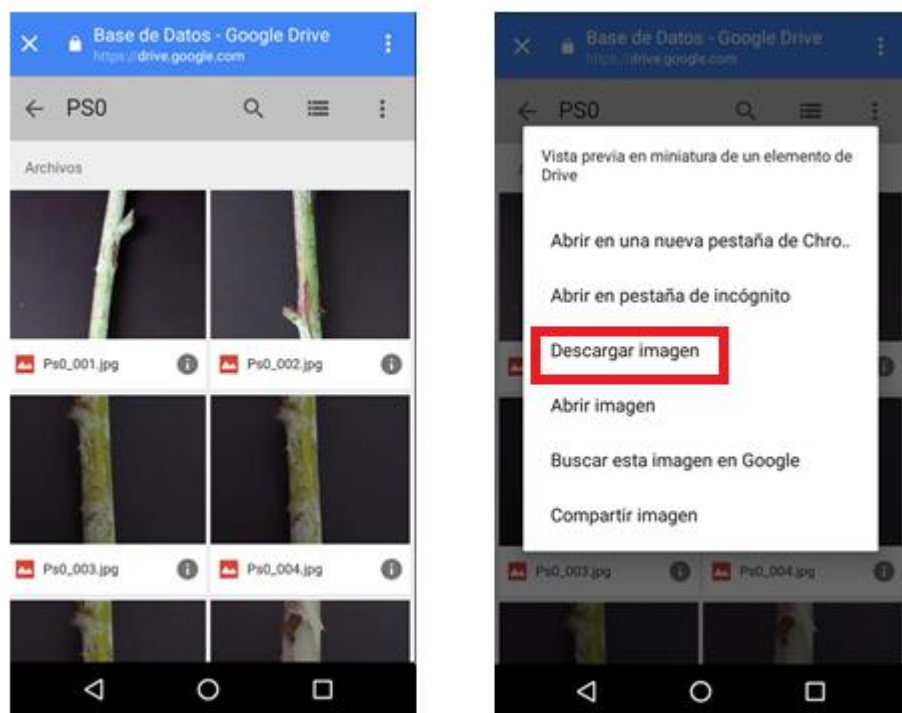 Base de Datos - Google Drive
https://drive.google.com
PS0
Archivos
Ps0_001.jpg
Ps0_002.jpg
Ps0_003.jpg
Ps0_004.jpg
Base de Datos - Google Drive
https://drive.google.com
PS0
Vista previa en miniatura de un elemento de
Drive
Abrir en una nueva pestaña de Chro..
Abrir en pestaña de incógnito
Descargar imagen
Abrir imagen
Buscar esta imagen en Google
Compartir imagen
Ps0_003.jpg
Ps0_004.jpg